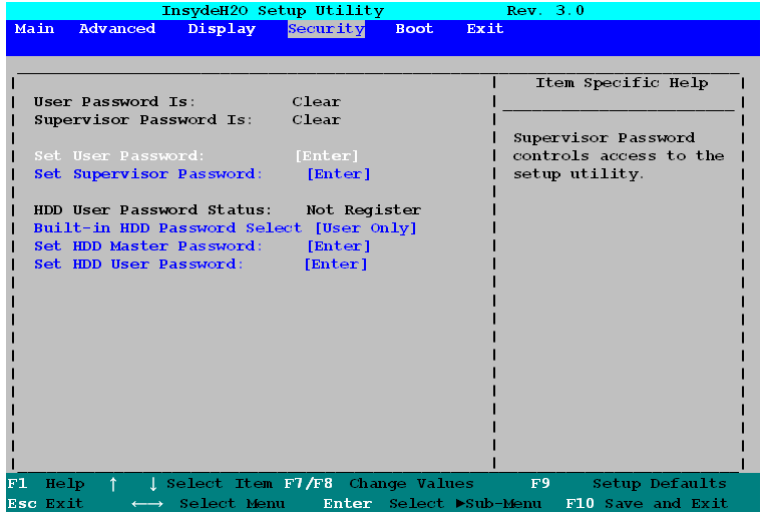 InsydeH2O Setup Utility Rev. 3.0
Main Advanced Display Security Boot Exit
Item Specific Help
User Password Is: Clear
Supervisor Password Is: Clear
Supervisor Password
Set User Password: [Enter] controls access to the
Set Supervisor Password: [Enter] setup utility.
HDD User Password Status: Not Register
Built-in HDD Password Select [User Only]
Set HDD Master Password: [Enter]
Set HDD User Password: [Enter]
F1 Help ↑ ↓ Select Item F7/F8 Change Values F9 Setup Defaults
Esc Exit ←→ Select Menu Enter Select ►Sub-Menu F10 Save and Exit